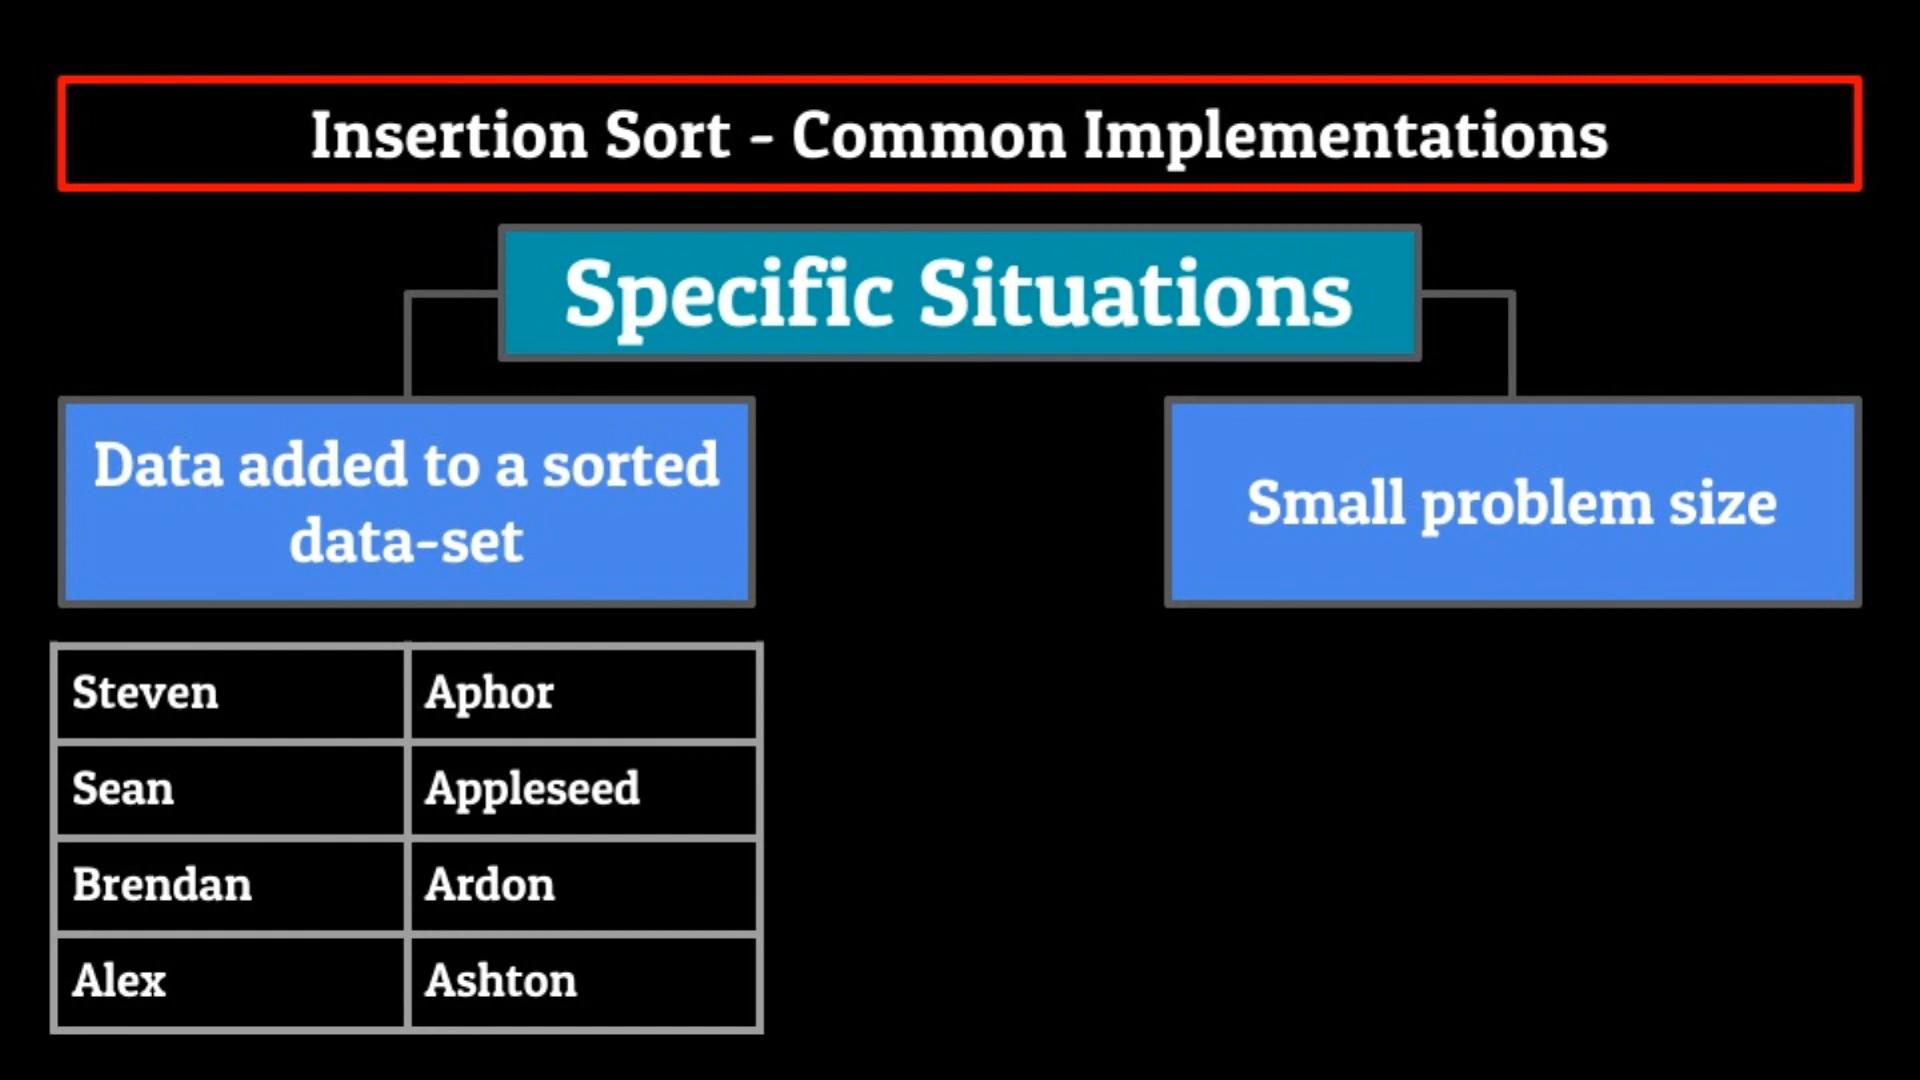 Insertion Sort - Common Implementations
Specific Situations
Data added to a sorted
data-set
Small problem size
Steven Aphor
Sean Appleseed
Brendan Ardon
Alex Ashton